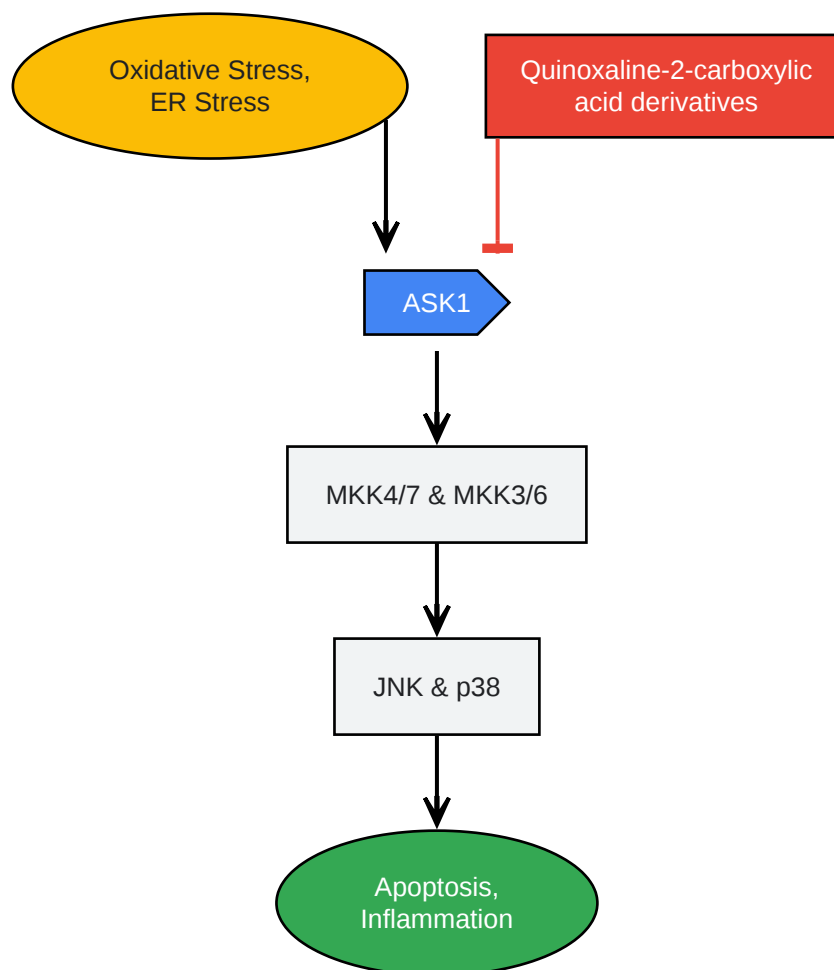 Oxidative Stress,
ER Stress
Quinoxaline-2-carboxylic
acid derivatives
ASK1
MKK4/7 & MKK3/6
JNK & p38
Apoptosis,
Inflammation